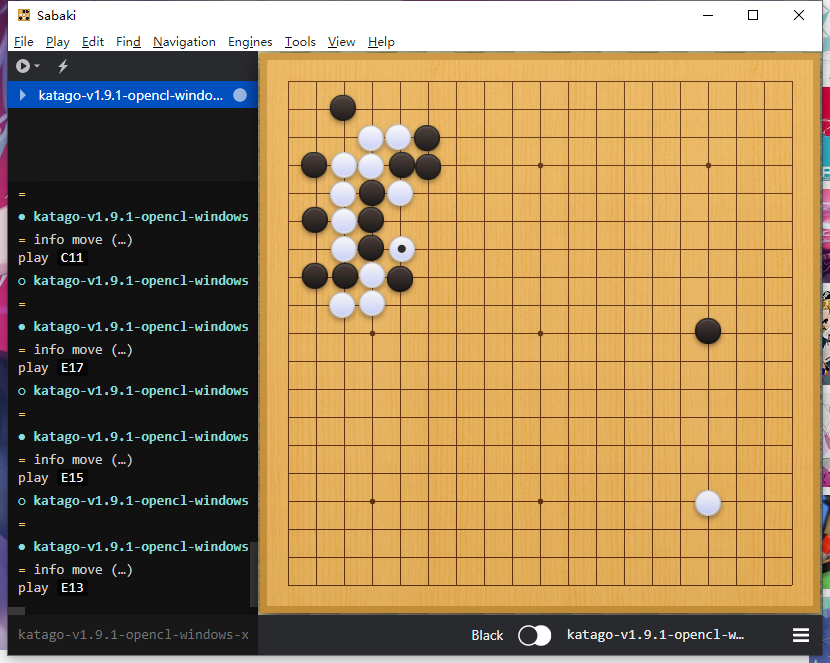 Sabaki
File Play Edit Find Navigation Engines Tools View Help
katago-v1.9.1-opencl-windo...
=
● katago-v1.9.1-opencl-windows
= info move (…)
play C11
○ katago-v1.9.1-opencl-windows
=
● katago-v1.9.1-opencl-windows
= info move (…)
play E17
○ katago-v1.9.1-opencl-windows
=
● katago-v1.9.1-opencl-windows
= info move (…)
play E15
○ katago-v1.9.1-opencl-windows
=
● katago-v1.9.1-opencl-windows
= info move (…)
play E13
katago-v1.9.1-opencl-windows-x
Black katago-v1.9.1-opencl-w...